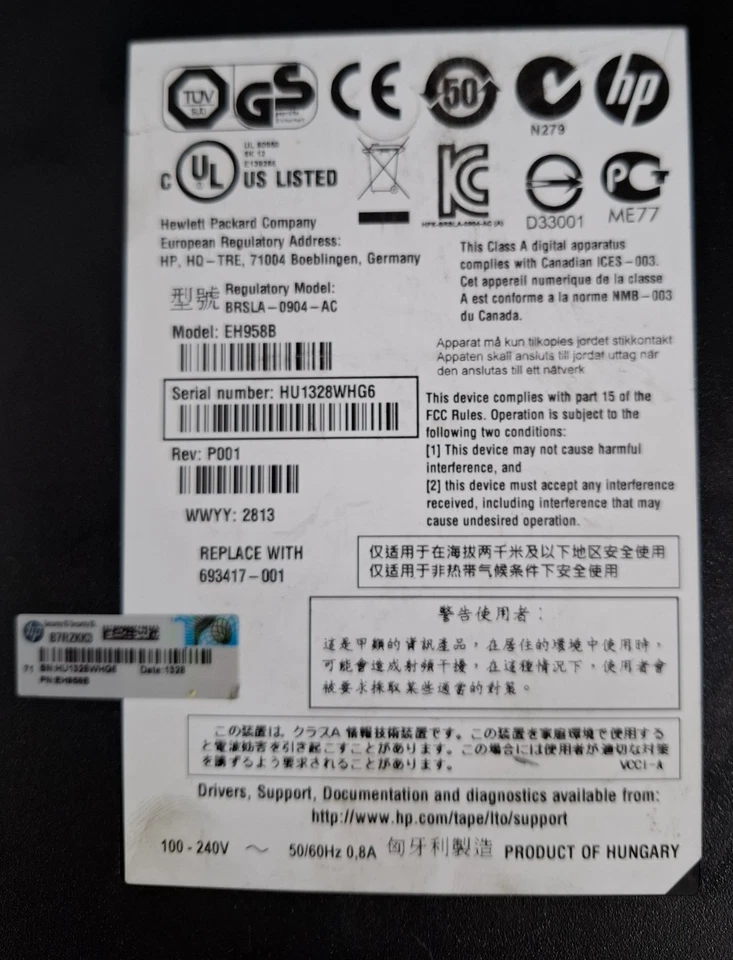 TÜV
SÜD
GS
CE
50
N279
hp
C UL US LISTED
D33001
PCT
ME77
Hewlett Packard Company
European Regulatory Address:
HP, HQ-TRE, 71004 Boeblingen, Germany
型號
Regulatory Model:
BRSLA-0904-AC
Model: EH958B
Serial number: HU1328WHG6
Rev: P001
WWYY: 2813
REPLACE WITH
693417-001
This Class A digital apparatus
complies with Canadian ICES-003.
Cet appareil numerique de la classe
A est conforme a la norme NMB-003
du Canada.
Apparat må kun tilkoples jordet stikkontakt
Appaten skall ansluts till jordat uttag när
den anslutas till ett nätverk
This device complies with part 15 of the
FCC Rules. Operation is subject to the
following two conditions:
[1] This device may not cause harmful
interference, and
[2] this device must accept any interference
received, including interference that may
cause undesired operation.
仅适用于在海拔两千米及以下地区安全使用
仅适用于非热带气候条件下安全使用
警告使用者：
這是甲類的資訊產品，在居住的環境中使用時，
可能會造成射頻干擾，在這種情況下，使用者會
被要求採取某些適當的對策。
hp
SN:HU1328WHG6 Date:1328
PN:EH958B
この装置は、クラスA 情報技術装置です。この装置を家庭環境で使用する
と電波妨害を引き起こすことがあります。この場合には使用者が適切な対策
を講ずるよう要求されることがあります。 VCCI-A
Drivers, Support, Documentation and diagnostics available from:
http://www.hp.com/tape/lto/support
100 - 240V ~ 50/60Hz 0,8A 匈牙利製造 PRODUCT OF HUNGARY